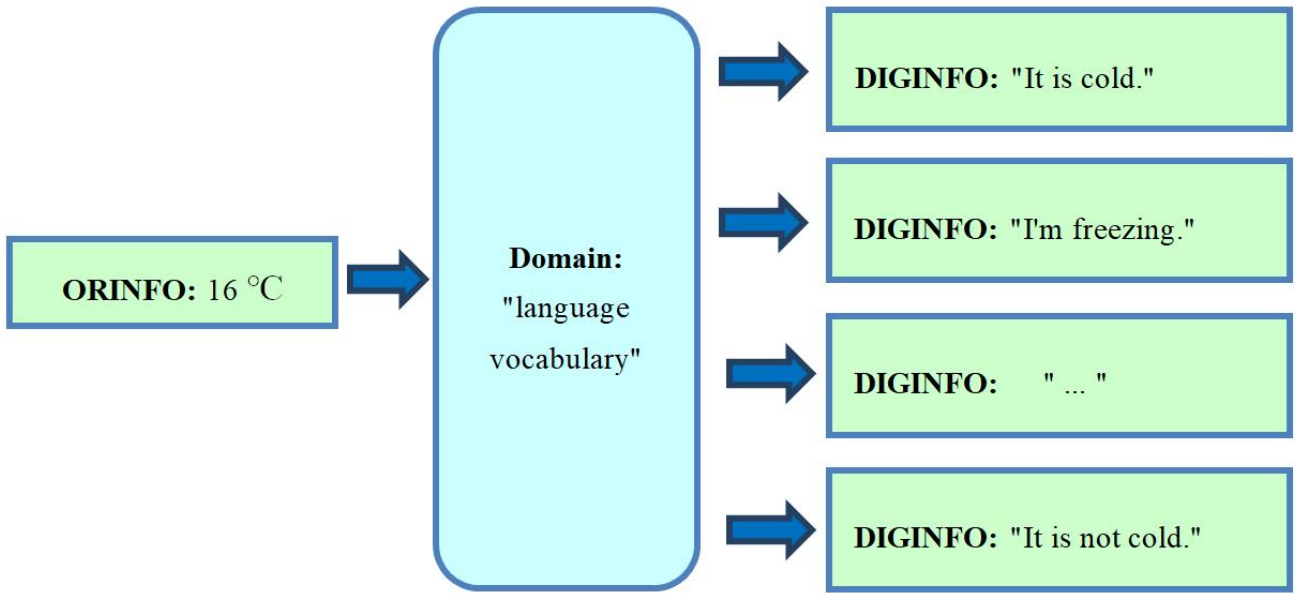 ORINFO: 16 °C
Domain:
"language
vocabulary"
DIGINFO: "It is cold."
DIGINFO: "I'm freezing."
DIGINFO: " ... "
DIGINFO: "It is not cold."